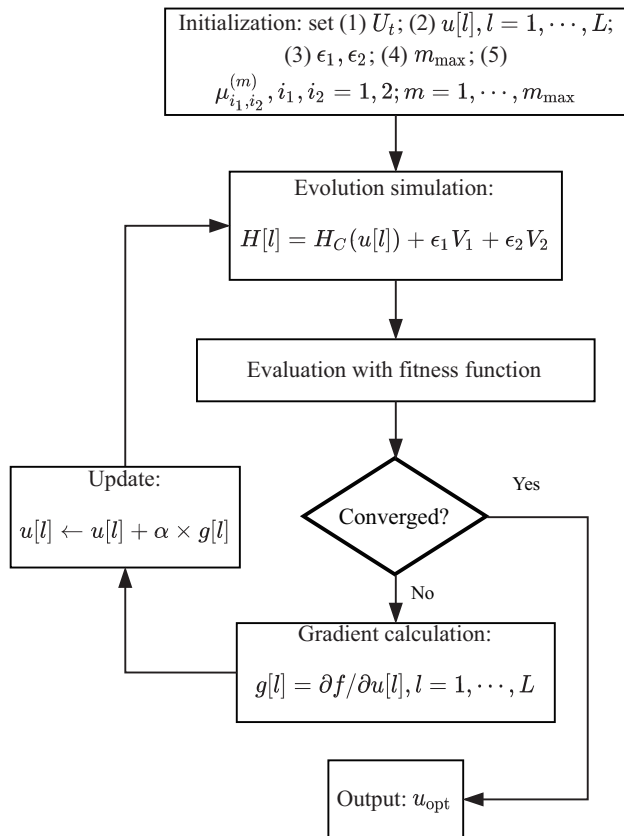 Initialization: set (1) U_t; (2) u[l], l = 1, ⋯, L;
(3) ϵ_1, ϵ_2; (4) m_max; (5)
μ_{i_1,i_2}^{(m)}, i_1, i_2 = 1, 2; m = 1, ⋯, m_max
Evolution simulation:
H[l] = H_C(u[l]) + ϵ_1V_1 + ϵ_2V_2
Evaluation with fitness function
Converged?
Yes
No
Gradient calculation:
g[l] = ∂f/∂u[l], l = 1, ⋯, L
Update:
u[l] ← u[l] + α × g[l]
Output: u_opt